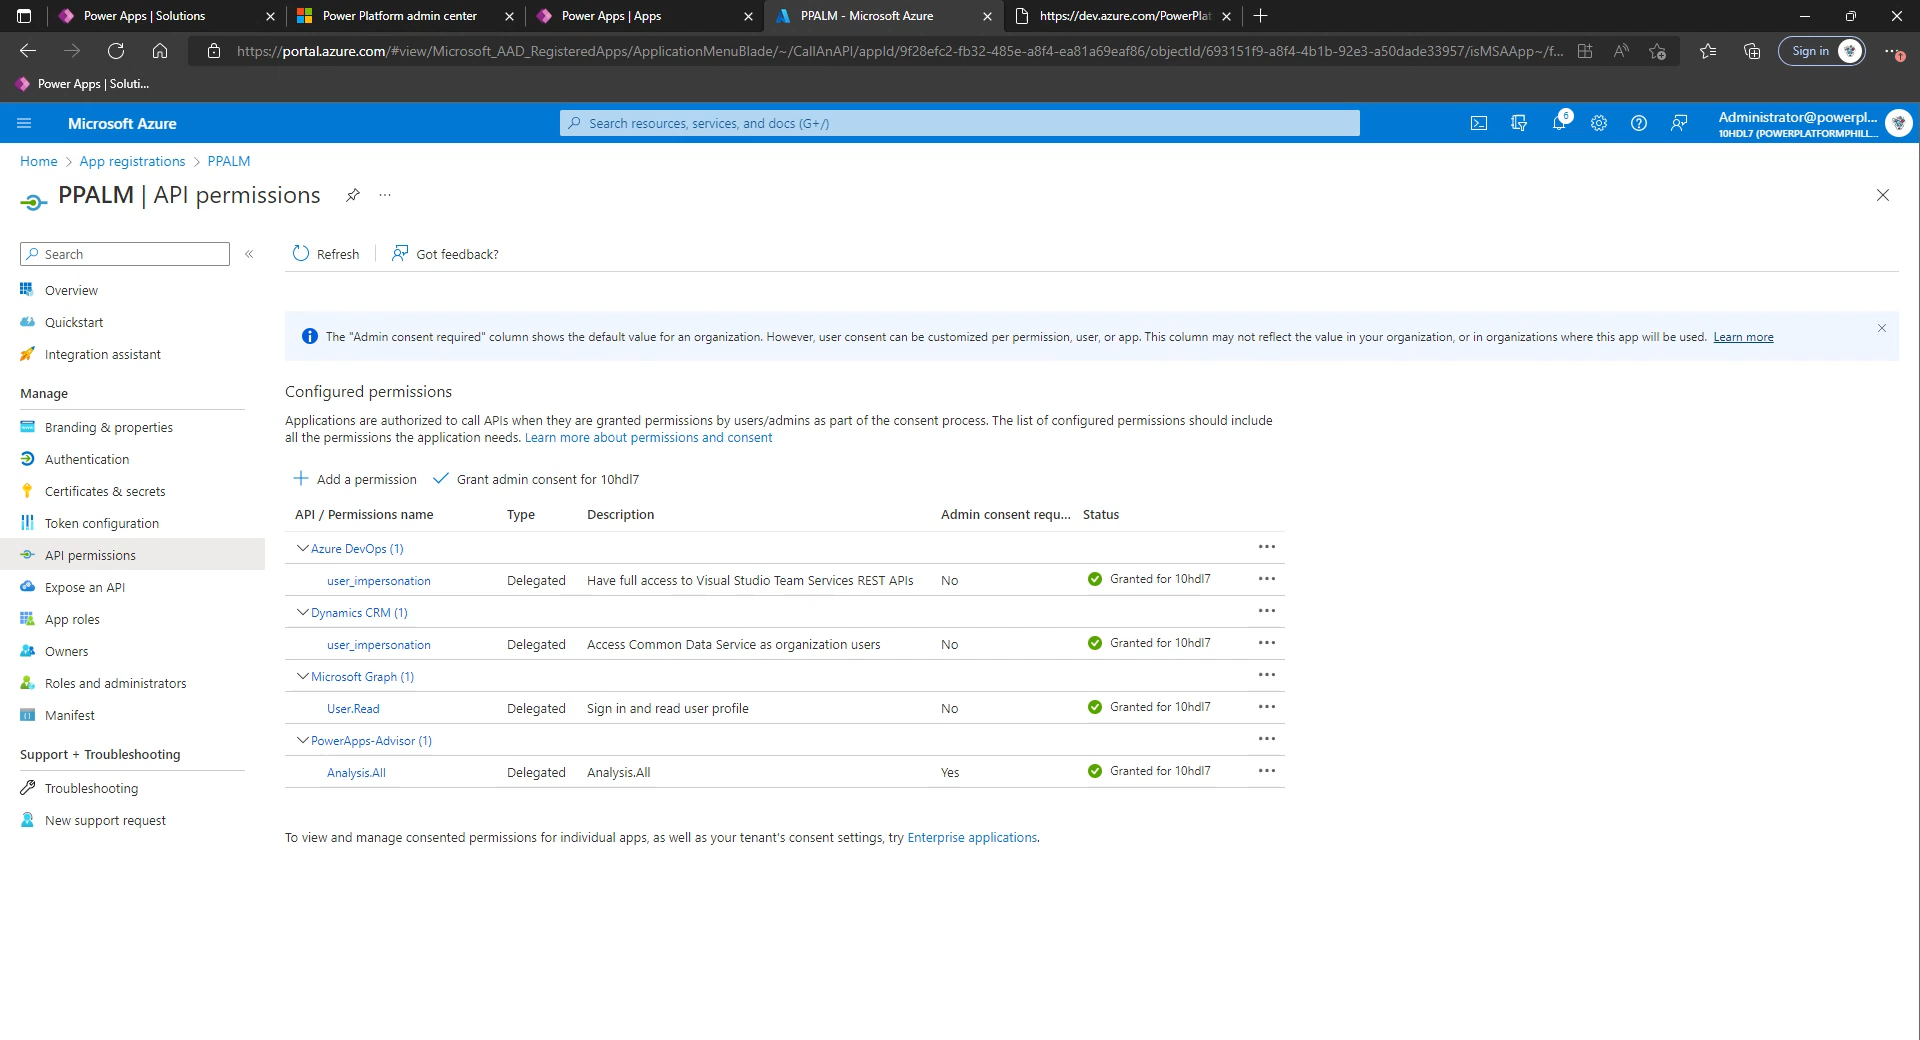 Power Apps | Solutions
Power Platform admin center
Power Apps | Apps
PPALM - Microsoft Azure
https://dev.azure.com/PowerPlat
https://portal.azure.com/#view/Microsoft_AAD_RegisteredApps/ApplicationMenuBlade/~/CallAnAPI/appId/9f28efc2-fb32-485e-a8f4-ea81a69eaf86/objectId/693151f9-a8f4-4b1b-92e3-a50dade33957/isMSAApp~/f...
Sign in
Power Apps | Soluti...
Microsoft Azure
Search resources, services, and docs (G+/)
6
Administrator@powerpl...
10HDL7 (POWERPLATFORMPHILL...
Home > App registrations > PPALM
PPALM | API permissions
Search
Refresh
Got feedback?
Overview
Quickstart
Integration assistant
Manage
Branding & properties
Authentication
Certificates & secrets
Token configuration
API permissions
Expose an API
App roles
Owners
Roles and administrators
Manifest
Support + Troubleshooting
Troubleshooting
New support request
The "Admin consent required" column shows the default value for an organization. However, user consent can be customized per permission, user, or app. This column may not reflect the value in your organization, or in organizations where this app will be used. Learn more
Configured permissions
Applications are authorized to call APIs when they are granted permissions by users/admins as part of the consent process. The list of configured permissions should include
all the permissions the application needs. Learn more about permissions and consent
Add a permission
Grant admin consent for 10hdl7
API / Permissions name Type Description Admin consent requ... Status
Azure DevOps (1)
user_impersonation Delegated Have full access to Visual Studio Team Services REST APIs No Granted for 10hdl7
Dynamics CRM (1)
user_impersonation Delegated Access Common Data Service as organization users No Granted for 10hdl7
Microsoft Graph (1)
User.Read Delegated Sign in and read user profile No Granted for 10hdl7
PowerApps-Advisor (1)
Analysis.All Delegated Analysis.All Yes Granted for 10hdl7
To view and manage consented permissions for individual apps, as well as your tenant's consent settings, try Enterprise applications.